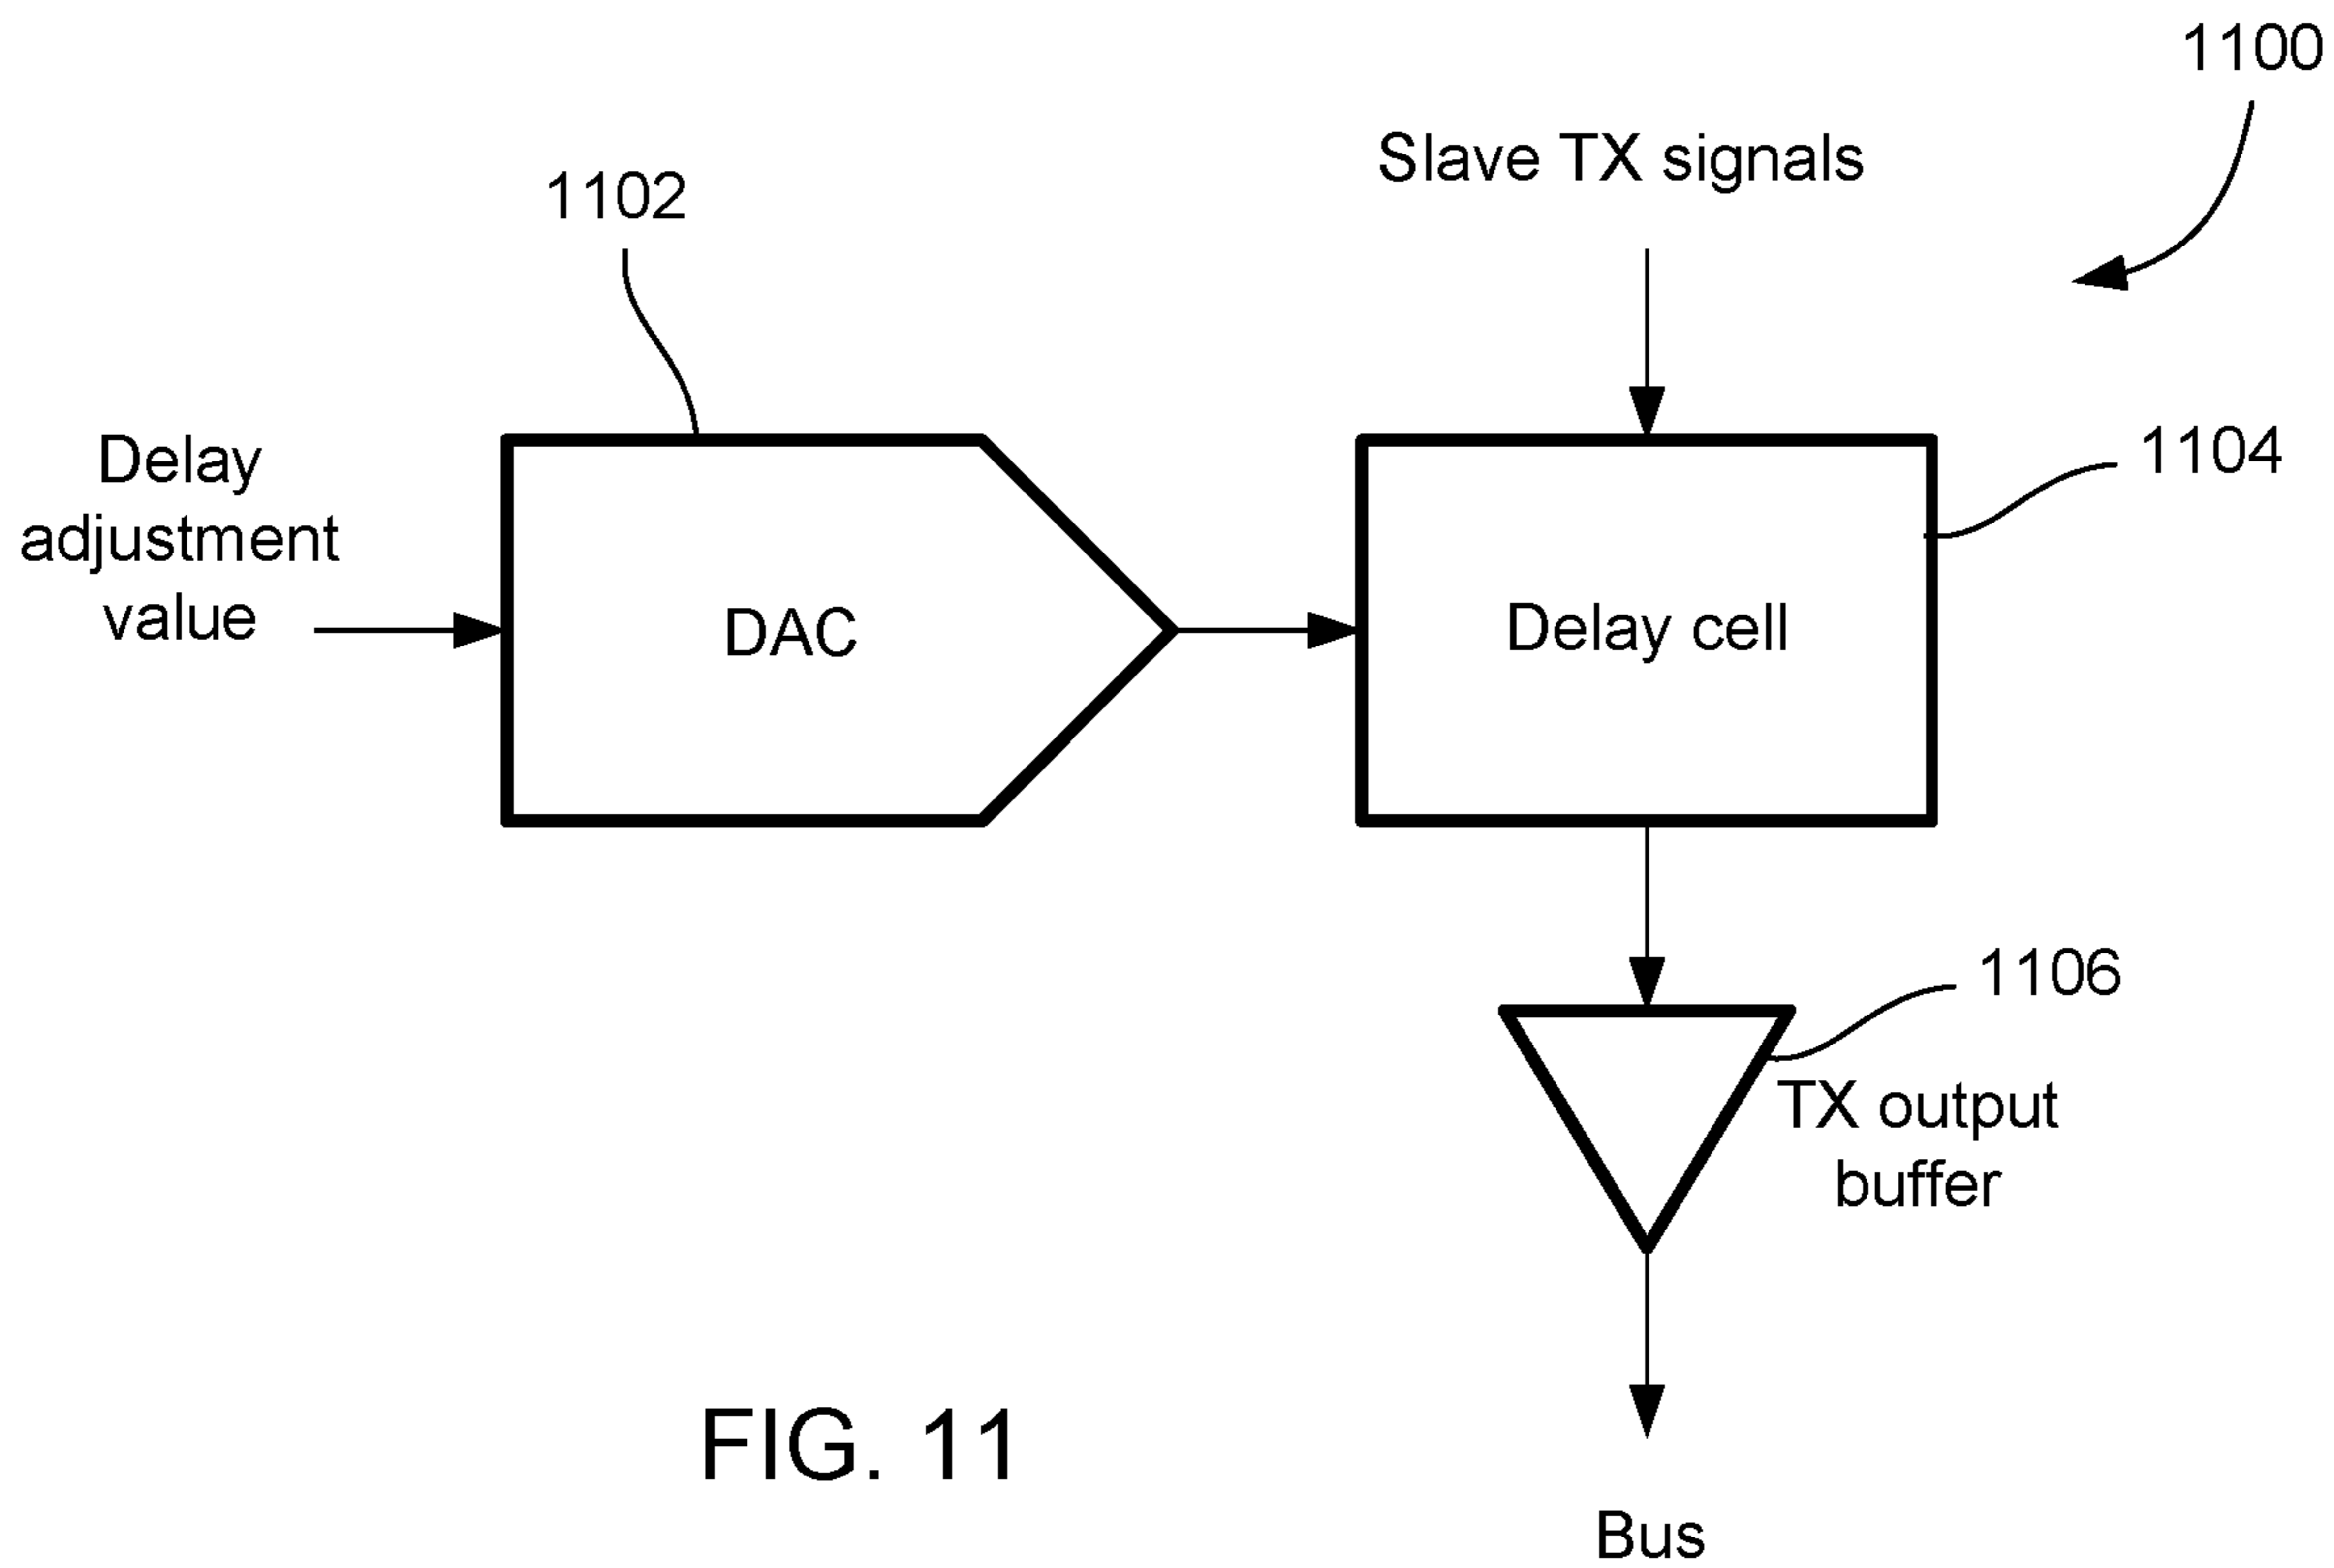 1100
Slave TX signals
1102
1104
Delay
adjustment
value
DAC
Delay cell
1106
TX output
buffer
FIG. 11
Bus